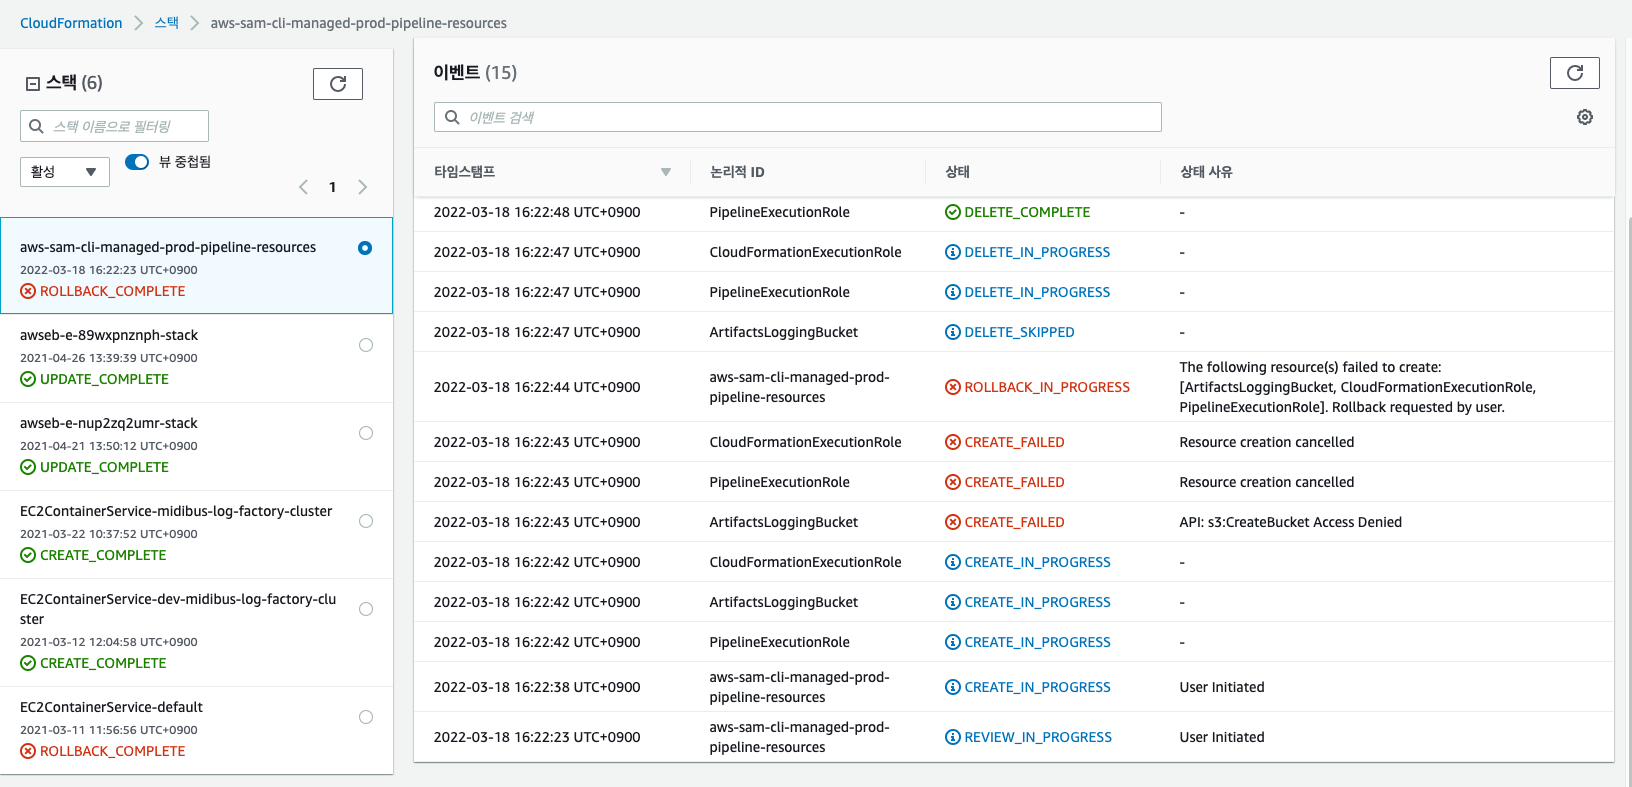 CloudFormation > 스택 > aws-sam-cli-managed-prod-pipeline-resources
스택 (6)
스택 이름으로 필터링
활성
뷰 중첩됨
1
aws-sam-cli-managed-prod-pipeline-resources
2022-03-18 16:22:23 UTC+0900
ROLLBACK_COMPLETE
awseb-e-89wxpnznph-stack
2021-04-26 13:39:39 UTC+0900
UPDATE_COMPLETE
awseb-e-nup2zq2umr-stack
2021-04-21 13:50:12 UTC+0900
UPDATE_COMPLETE
EC2ContainerService-midibus-log-factory-cluster
2021-03-22 10:37:52 UTC+0900
CREATE_COMPLETE
EC2ContainerService-dev-midibus-log-factory-clu
ster
2021-03-12 12:04:58 UTC+0900
CREATE_COMPLETE
EC2ContainerService-default
2021-03-11 11:56:56 UTC+0900
ROLLBACK_COMPLETE
이벤트 (15)
이벤트 검색
타임스탬프 논리적 ID 상태 상태 사유
2022-03-18 16:22:48 UTC+0900 PipelineExecutionRole DELETE_COMPLETE -
2022-03-18 16:22:47 UTC+0900 CloudFormationExecutionRole DELETE_IN_PROGRESS -
2022-03-18 16:22:47 UTC+0900 PipelineExecutionRole DELETE_IN_PROGRESS -
2022-03-18 16:22:47 UTC+0900 ArtifactsLoggingBucket DELETE_SKIPPED -
2022-03-18 16:22:44 UTC+0900 aws-sam-cli-managed-prod-
pipeline-resources ROLLBACK_IN_PROGRESS The following resource(s) failed to create:
[ArtifactsLoggingBucket, CloudFormationExecutionRole,
PipelineExecutionRole]. Rollback requested by user.
2022-03-18 16:22:43 UTC+0900 CloudFormationExecutionRole CREATE_FAILED Resource creation cancelled
2022-03-18 16:22:43 UTC+0900 PipelineExecutionRole CREATE_FAILED Resource creation cancelled
2022-03-18 16:22:43 UTC+0900 ArtifactsLoggingBucket CREATE_FAILED API: s3:CreateBucket Access Denied
2022-03-18 16:22:42 UTC+0900 CloudFormationExecutionRole CREATE_IN_PROGRESS -
2022-03-18 16:22:42 UTC+0900 ArtifactsLoggingBucket CREATE_IN_PROGRESS -
2022-03-18 16:22:42 UTC+0900 PipelineExecutionRole CREATE_IN_PROGRESS -
2022-03-18 16:22:38 UTC+0900 aws-sam-cli-managed-prod-
pipeline-resources CREATE_IN_PROGRESS User Initiated
2022-03-18 16:22:23 UTC+0900 aws-sam-cli-managed-prod-
pipeline-resources REVIEW_IN_PROGRESS User Initiated